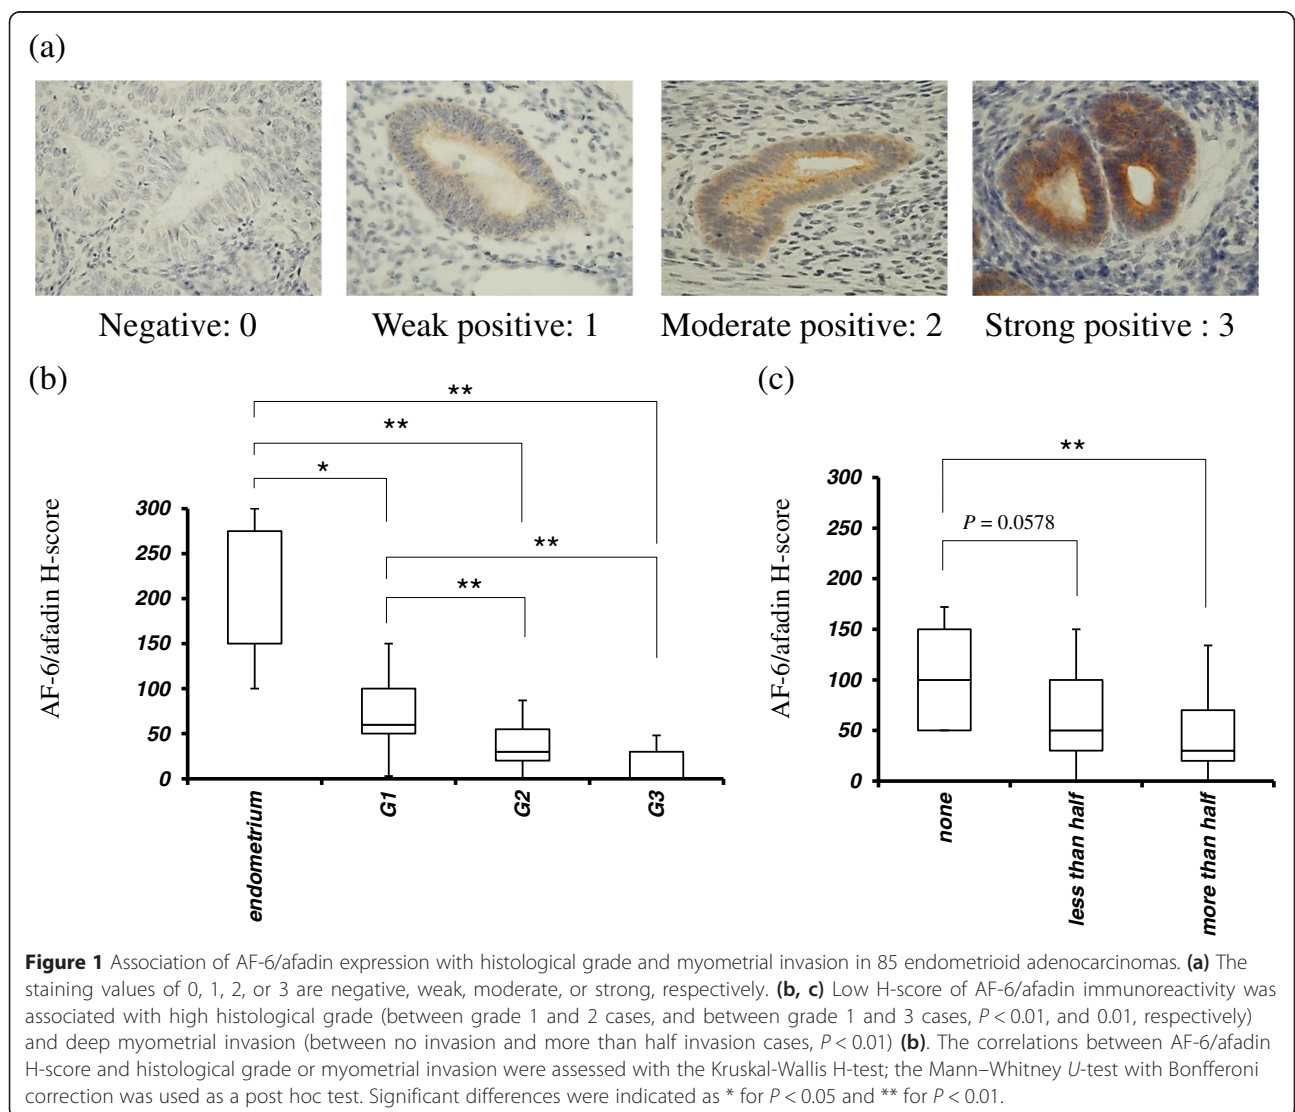 (a)
Negative: 0
Weak positive: 1
Moderate positive: 2
Strong positive : 3
(b)
**
**
*
**
**
AF-6/afadin H-score
300
250
200
150
100
50
0
endometrium
G1
G2
G3
(c)
**
P = 0.0578
AF-6/afadin H-score
300
250
200
150
100
50
0
none
less than half
more than half
Figure 1 Association of AF-6/afadin expression with histological grade and myometrial invasion in 85 endometrioid adenocarcinomas. (a) The
staining values of 0, 1, 2, or 3 are negative, weak, moderate, or strong, respectively. (b, c) Low H-score of AF-6/afadin immunoreactivity was
associated with high histological grade (between grade 1 and 2 cases, and between grade 1 and 3 cases, P < 0.01, and 0.01, respectively)
and deep myometrial invasion (between no invasion and more than half invasion cases, P < 0.01) (b). The correlations between AF-6/afadin
H-score and histological grade or myometrial invasion were assessed with the Kruskal-Wallis H-test; the Mann–Whitney U-test with Bonfferoni
correction was used as a post hoc test. Significant differences were indicated as * for P < 0.05 and ** for P < 0.01.